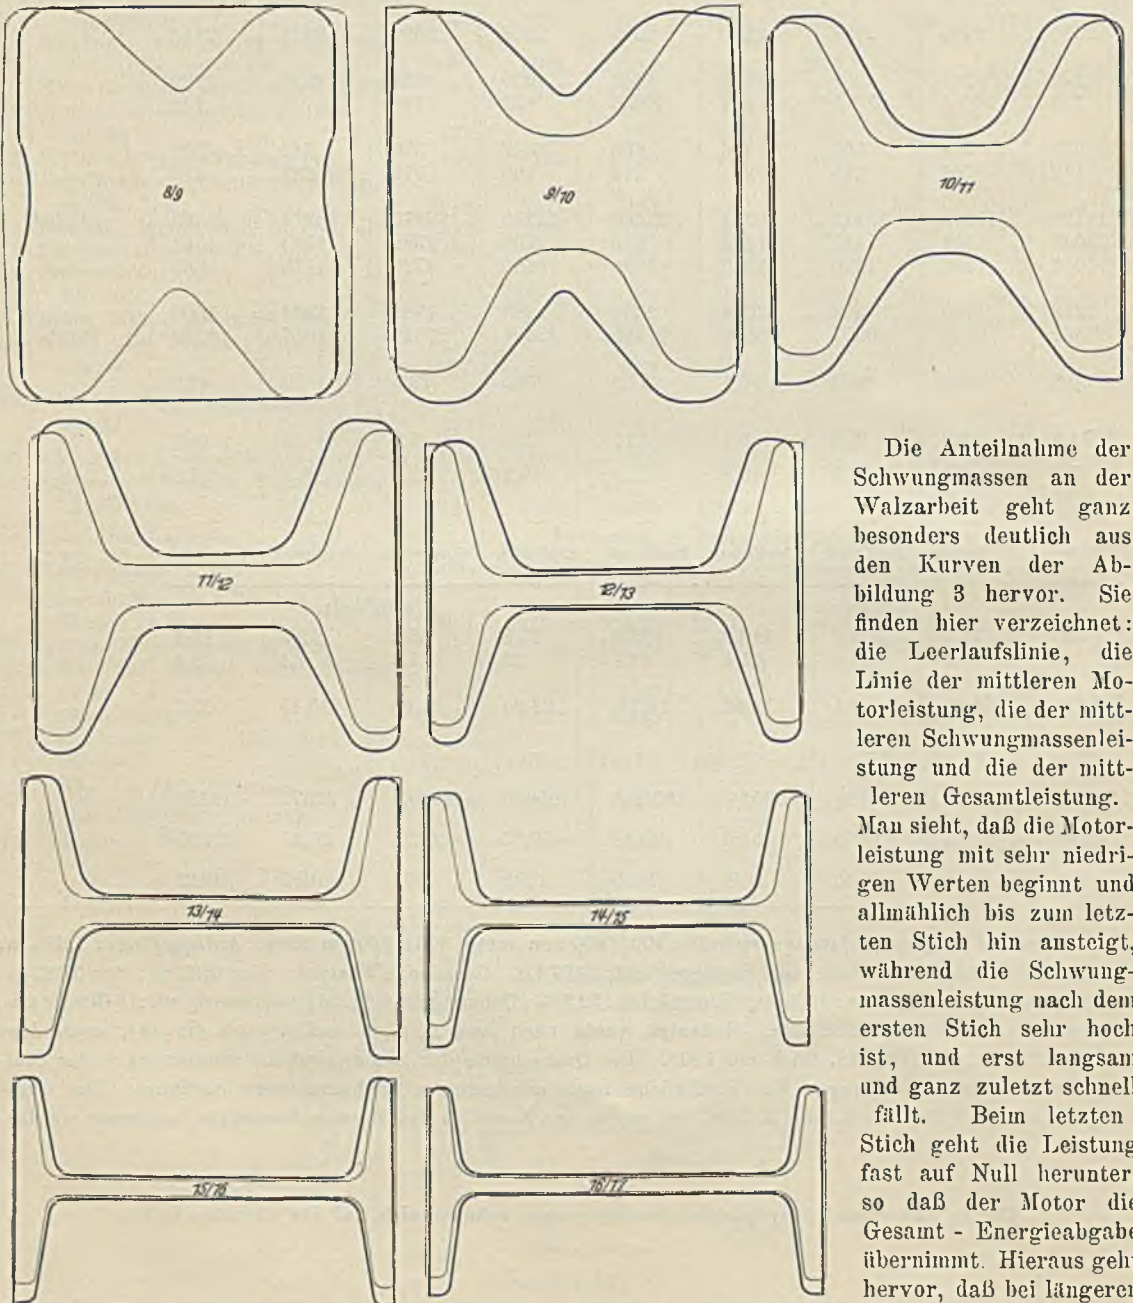 8/9
9/10
10/11
11/12
12/13
13/14
14/15
15/16
16/17
Die Anteilnahme der
Schwungmassen an der
Walzarbeit geht ganz
besonders deutlich aus
den Kurven der Ab-
bildung 3 hervor. Sie
finden hier verzeichnet:
die Leerlaufslinie, die
Linie der mittleren Mo-
torleistung, die der mitt-
leren Schwungmassenlei-
stung und die der mitt-
leren Gesamtleistung.
Man sieht, daß die Motor-
leistung mit sehr niedri-
gen Werten beginnt und
allmählich bis zum letz-
ten Stich hin ansteigt,
während die Schwung-
massenleistung nach dem
ersten Stich sehr hoch
ist, und erst langsam
und ganz zuletzt schnell
fällt. Beim letzten
Stich geht die Leistung
fast auf Null herunter
so daß der Motor die
Gesamt - Energieabgabe
übernimmt. Hieraus geht
hervor, daß bei längeren